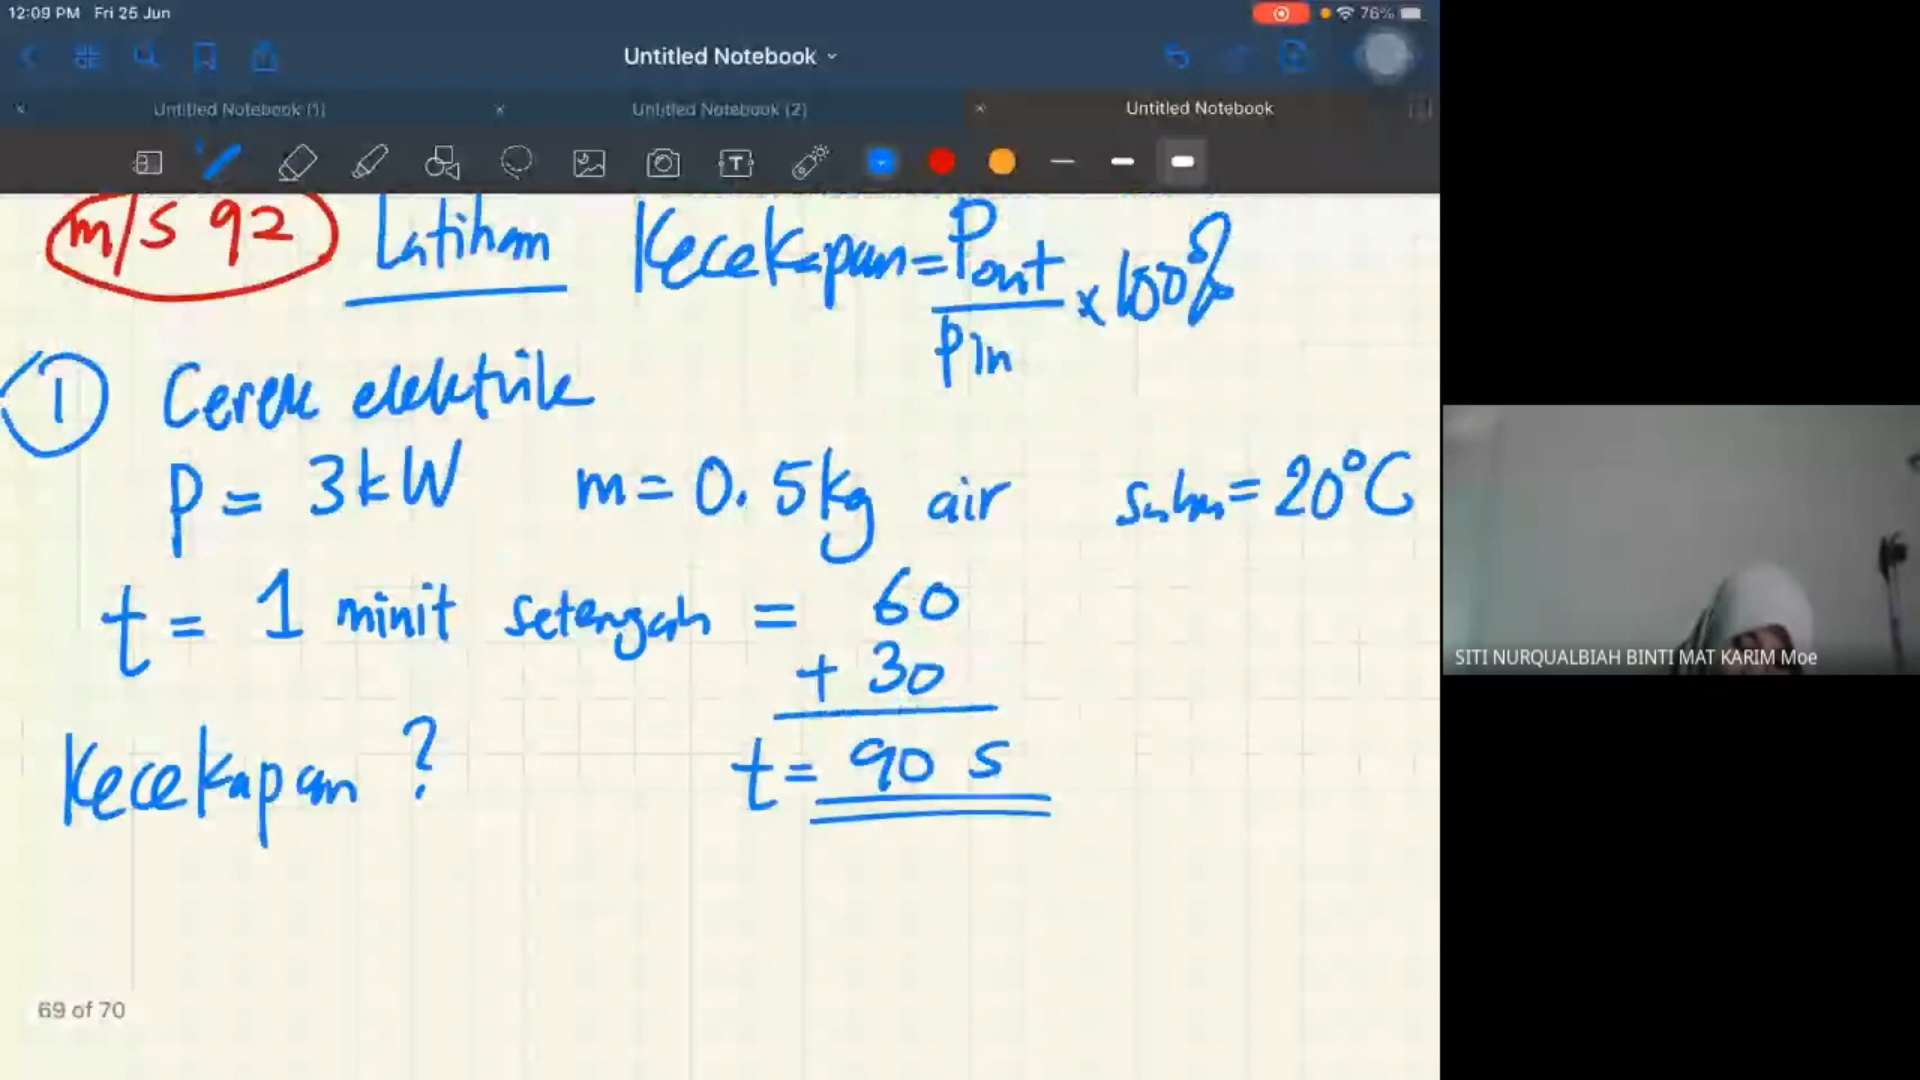 12:09 PM Fri 25 Jun
76%
Untitled Notebook
Untitled Notebook (1)
Untitled Notebook (2)
Untitled Notebook
T
m/s 92 Latihan Kecekapan = Pout
Pin
x 100%
1 Cerek elektrik
P = 3kW m = 0.5kg air suhu = 20°C
t = 1 minit setengah = 60
+ 30
t = 90 s
Kecekapan ?
69 of 70
SITI NURQUALBIAH BINTI MAT KARIM Moe